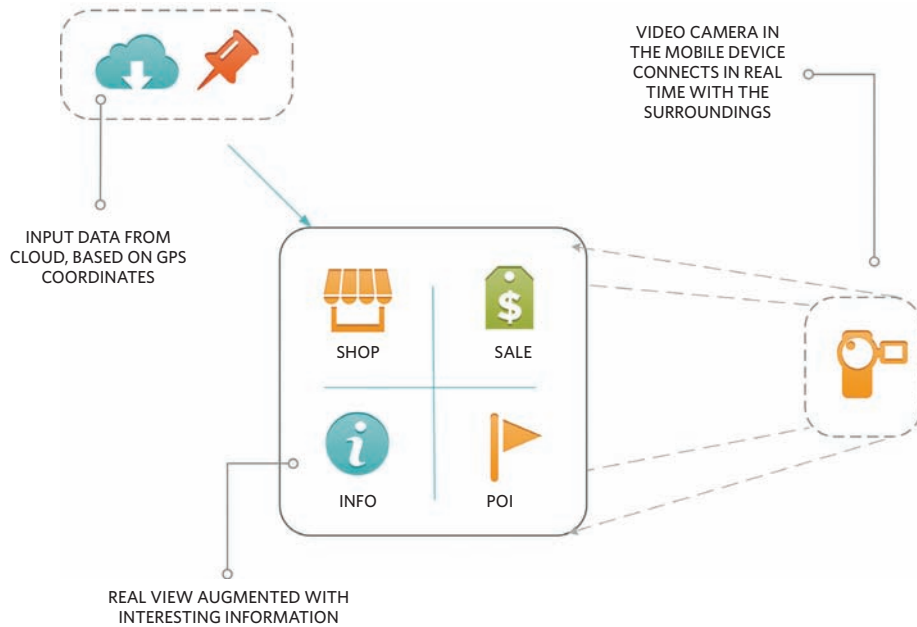 VIDEO CAMERA IN
THE MOBILE DEVICE
CONNECTS IN REAL
TIME WITH THE
SURROUNDINGS
INPUT DATA FROM
CLOUD, BASED ON GPS
COORDINATES
SHOP
SALE
$
i
INFO
POI
REAL VIEW AUGMENTED WITH
INTERESTING INFORMATION